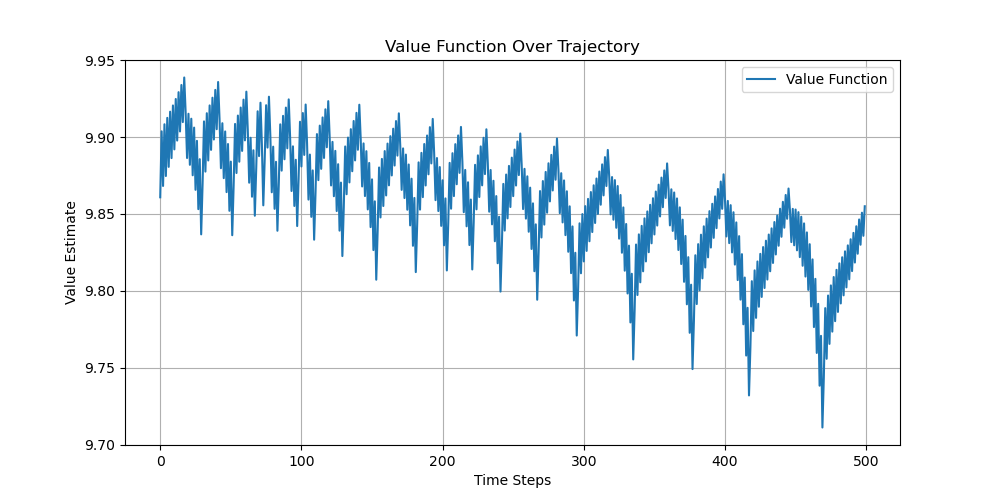 Value Function Over Trajectory
Value Function
Value Estimate
9.95
9.90
9.85
9.80
9.75
9.70
0 100 200 300 400 500
Time Steps